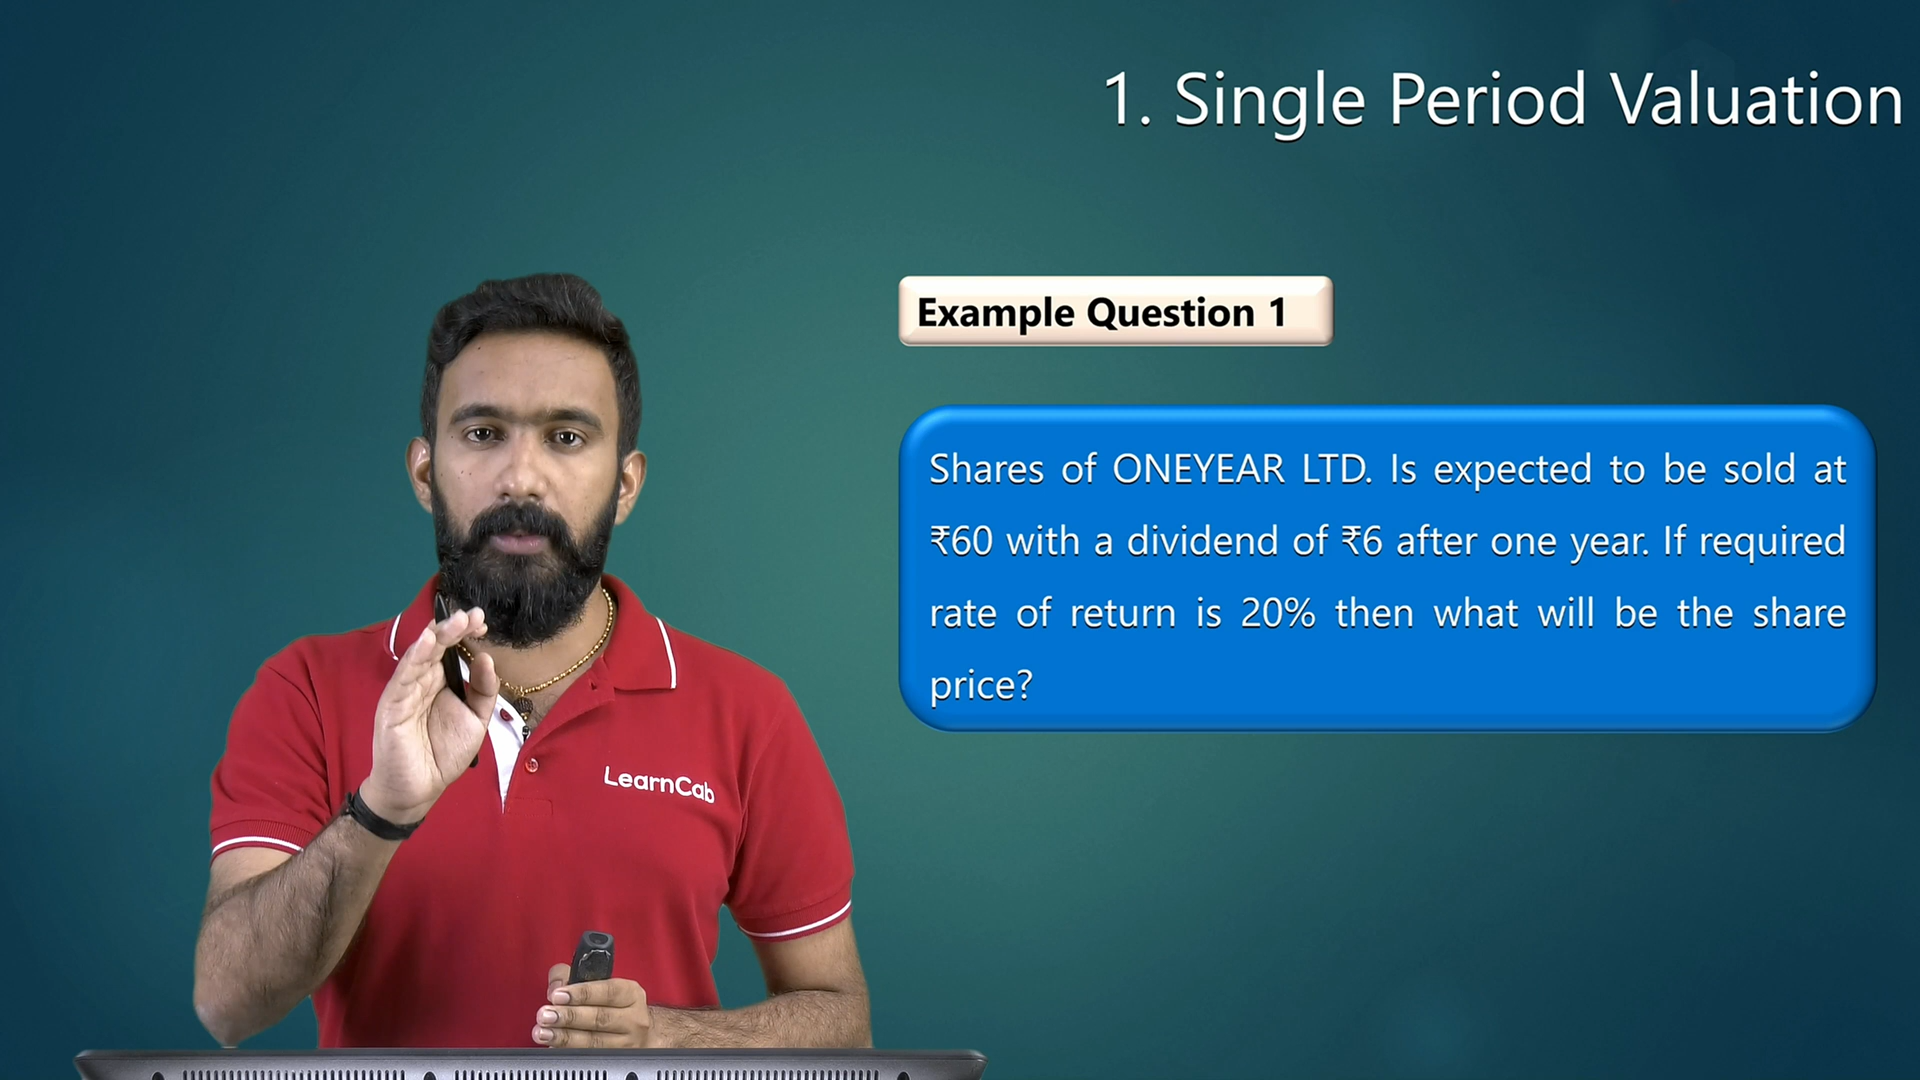 1. Single Period Valuation
Example Question 1
Shares of ONEYEAR LTD. Is expected to be sold at
₹60 with a dividend of ₹6 after one year. If required
rate of return is 20% then what will be the share
price?
LearnCab